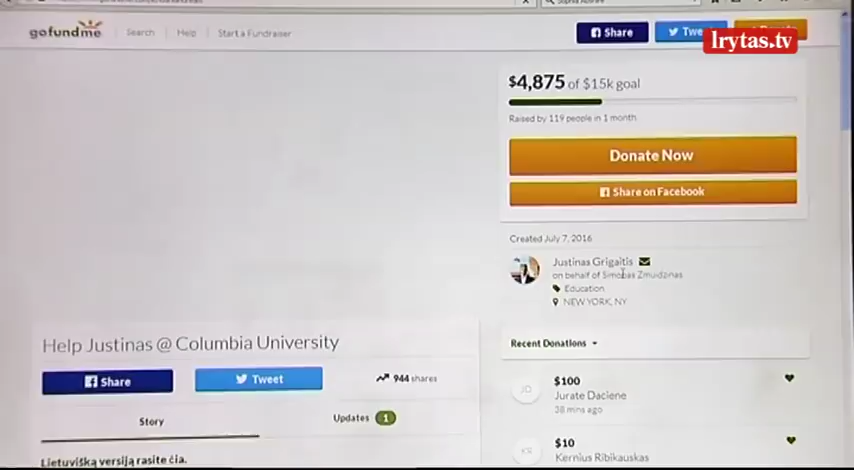 gofundme
Search
Help
Start a Fundraiser
Share
Twe
lrytas.tv
$4,875 of $15k goal
Raised by 119 people in 1 month
Donate Now
Share on Facebook
Created July 7, 2016
Justinas Grigaitis
on behalf of Simonas Zmuidzinas
Education
NEW YORK, NY
Help Justinas @ Columbia University
Share
Tweet
944 shares
Story
Updates 1
Lietuvišką versiją rasite čia.
Recent Donations
JD
$100
Jurate Daciene
38 mins ago
KR
$10
Kernius Ribikauskas